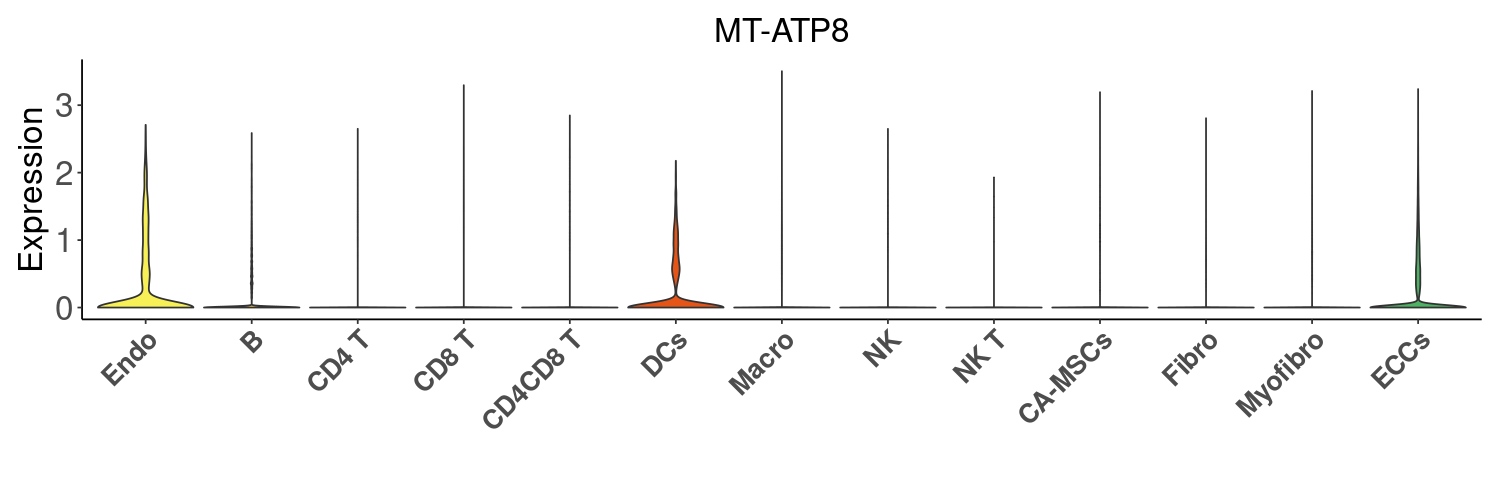 MT-ATP8
Expression
3
2
1
0
Endo
B
CD4 T
CD8 T
CD4CD8 T
DCs
Macro
NK
NK T
CA-MSCs
Fibro
Myofibro
ECCs